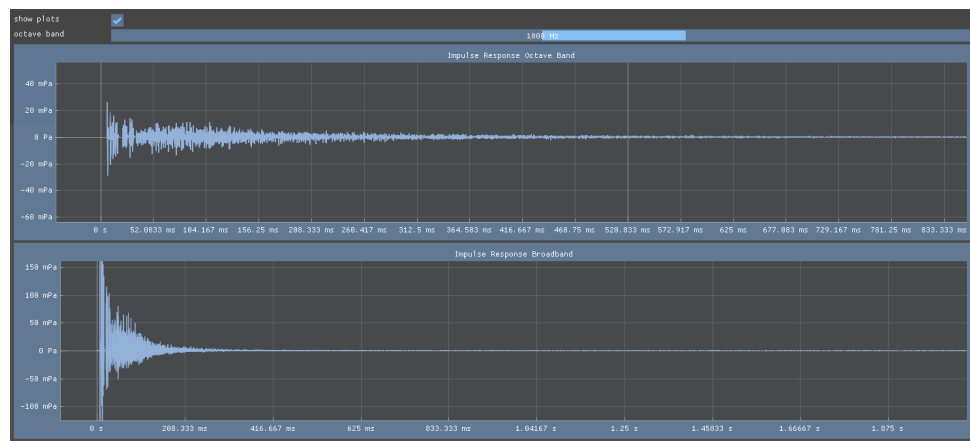 show plots
octave band 1000 Hz
Impulse Response Octave Band
40 mPa
20 mPa
0 Pa
-20 mPa
-40 mPa
-60 mPa
0 s 52.0833 ms 104.167 ms 156.25 ms 208.333 ms 260.417 ms 312.5 ms 364.583 ms 416.667 ms 468.75 ms 520.833 ms 572.917 ms 625 ms 677.083 ms 729.167 ms 781.25 ms 833.333 ms
Impulse Response Broadband
150 mPa
100 mPa
50 mPa
0 Pa
-50 mPa
-100 mPa
0 s 208.333 ms 416.667 ms 625 ms 833.333 ms 1.04167 s 1.25 s 1.45833 s 1.66667 s 1.875 s